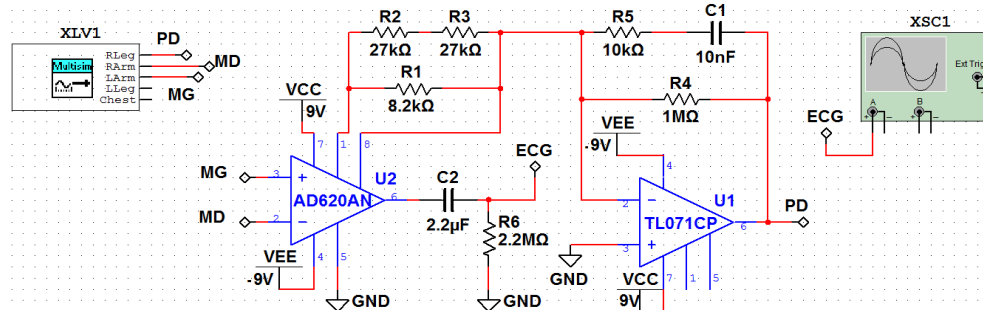 XLV1
Multisim
RLeg
RArm
LArm
LLeg
Chest
PD
MD
MG
R2
27kΩ
R3
27kΩ
R1
8.2kΩ
VCC
9V
7
1
8
MG
3
+
MD
2
−
AD620AN
U2
6
4
5
VEE
-9V
GND
C2
2.2µF
ECG
R6
2.2MΩ
GND
R5
10kΩ
C1
10nF
R4
1MΩ
VEE
-9V
4
2
−
3
+
TL071CP
U1
6
PD
GND
VCC
9V
7
1
5
XSC1
Ext Trig
A
B
+
−
+
−
ECG